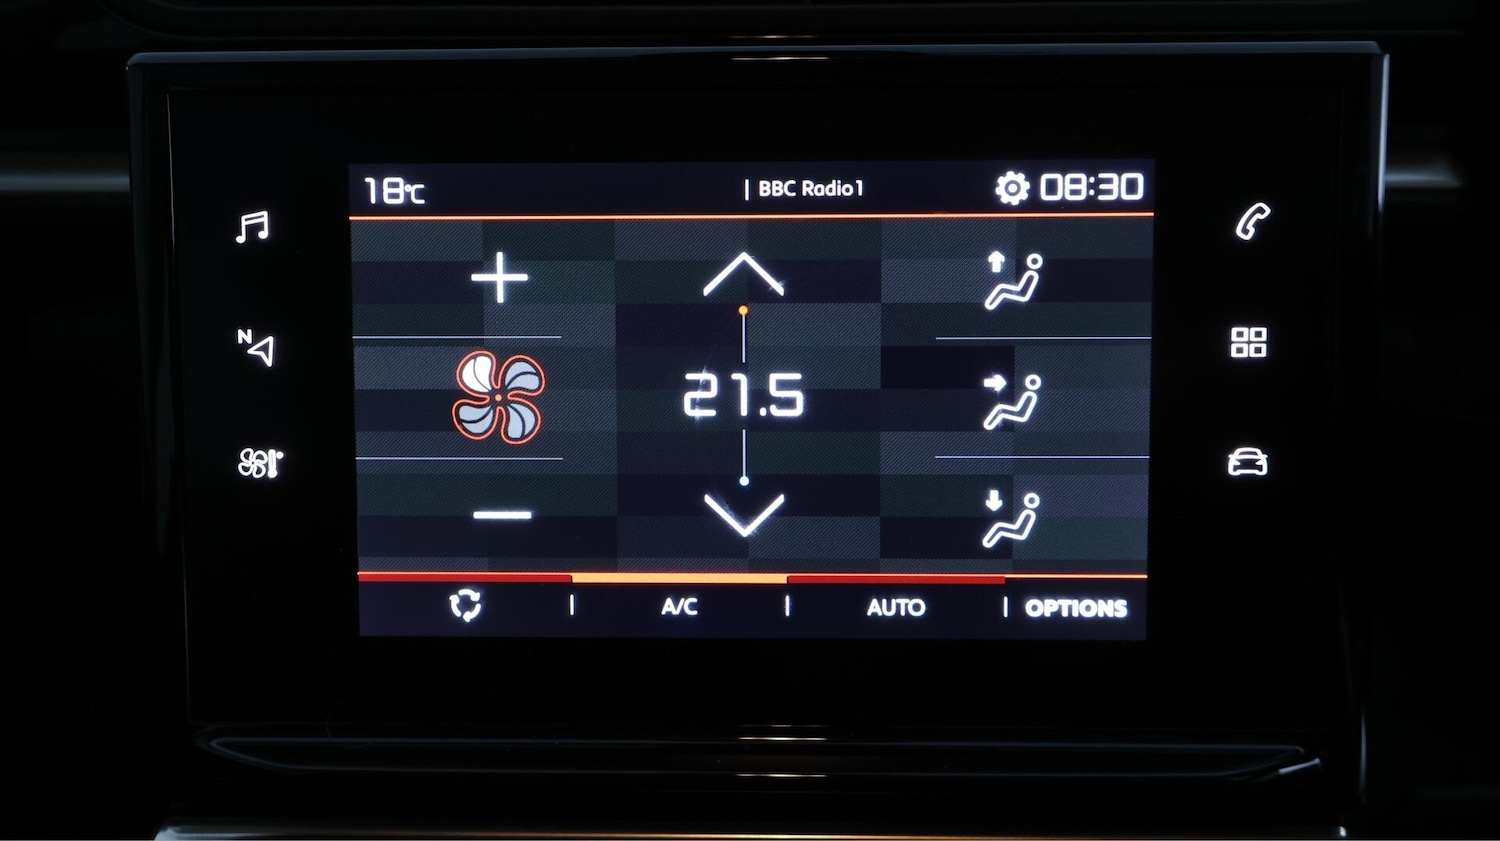 18°C | BBC Radio1 08:30
N
21.5
| A/C | AUTO | OPTIONS